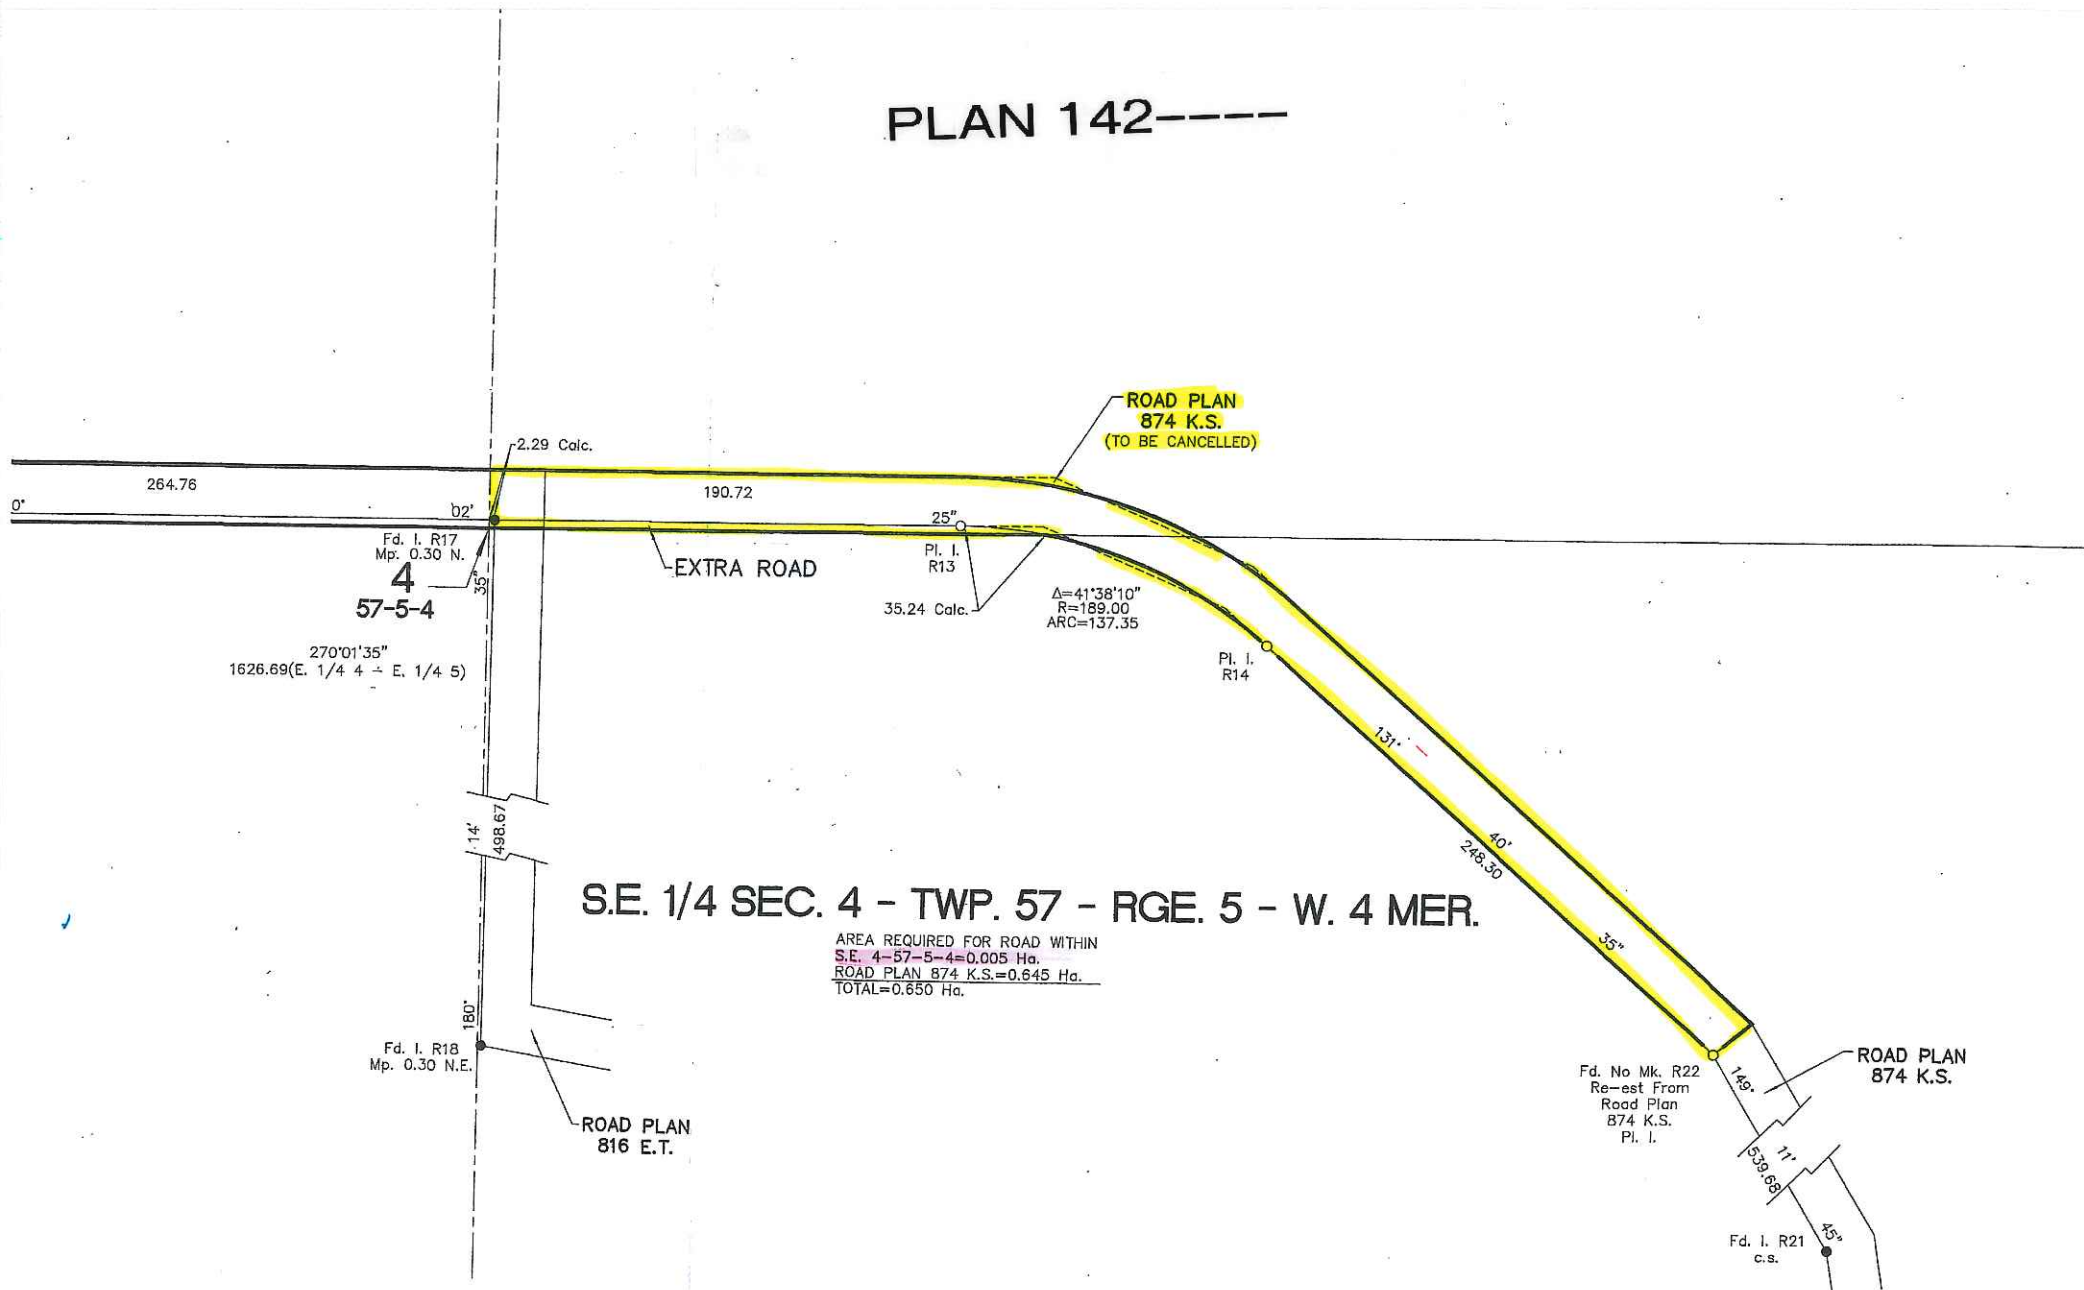 PLAN 142----
ROAD PLAN
874 K.S.
(TO BE CANCELLED)
2.29 Calc.
264.76
190.72
0°
02'
25"
Fd. I. R17
Mp. 0.30 N.
4
57-5-4
35"
EXTRA ROAD
Pl. I.
R13
35.24 Calc.
Δ=41°38'10"
R=189.00
ARC=137.35
270°01'35"
1626.69(E. 1/4 4 - E. 1/4 5)
Pl. I.
R14
131°
40'
248.30
35"
14'
498.67
S.E. 1/4 SEC. 4 - TWP. 57 - RGE. 5 - W. 4 MER.
AREA REQUIRED FOR ROAD WITHIN
S.E. 4-57-5-4=0.005 Ha.
ROAD PLAN 874 K.S.=0.645 Ha.
TOTAL=0.650 Ha.
180°
Fd. I. R18
Mp. 0.30 N.E.
ROAD PLAN
816 E.T.
Fd. No Mk. R22
Re-est From
Road Plan
874 K.S.
Pl. I.
149°
ROAD PLAN
874 K.S.
11'
539.68
45"
Fd. I. R21
c.s.